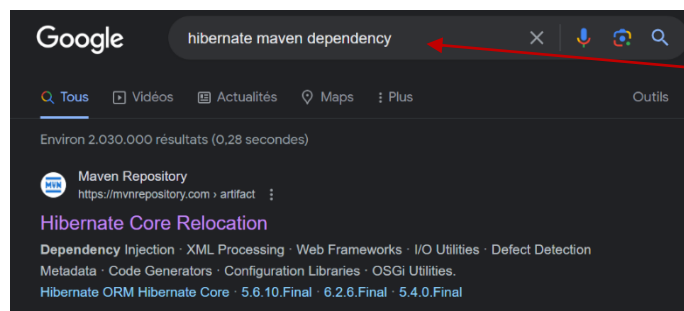 Google
hibernate maven dependency
Tous Vidéos Actualités Maps Plus Outils
Environ 2.030.000 résultats (0,28 secondes)
MVN
Maven Repository
https://mvnrepository.com › artifact
Hibernate Core Relocation
Dependency Injection · XML Processing · Web Frameworks · I/O Utilities · Defect Detection
Metadata · Code Generators · Configuration Libraries · OSGi Utilities.
Hibernate ORM Hibernate Core · 5.6.10.Final · 6.2.6.Final · 5.4.0.Final